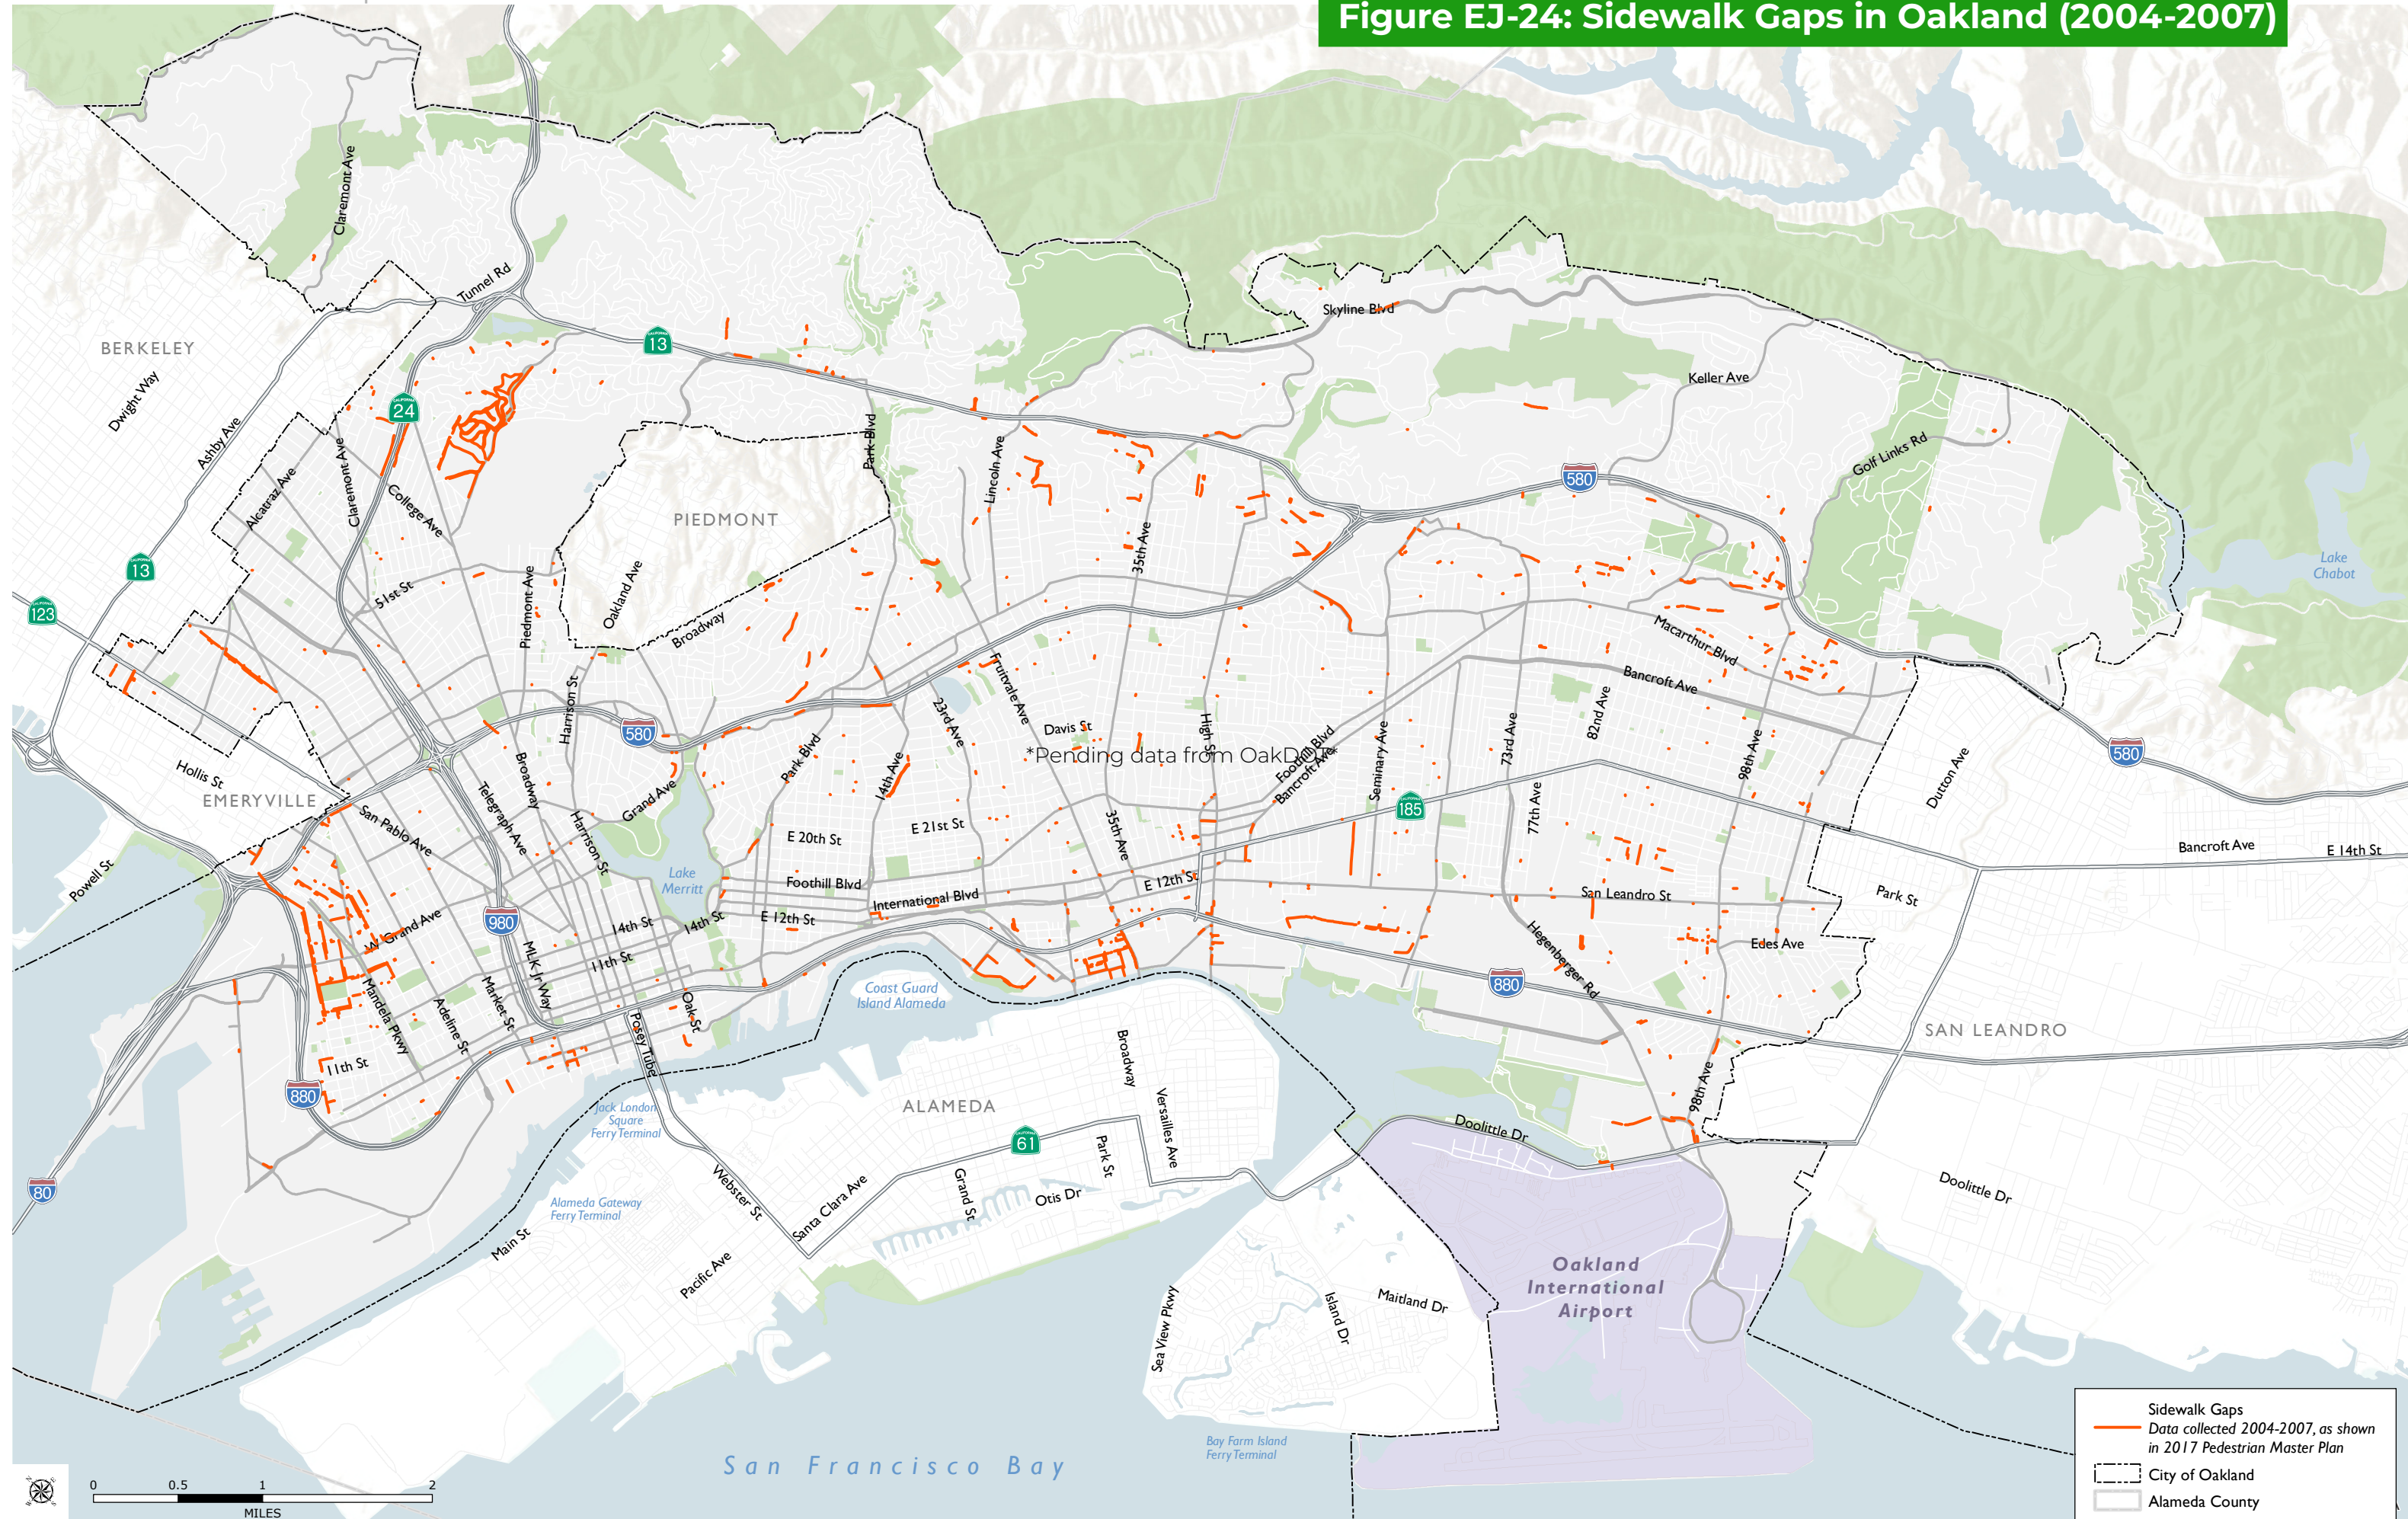 Figure EJ-24: Sidewalk Gaps in Oakland (2004-2007)
Claremont Ave
Tunnel Rd
BERKELEY
Dwight Way
Ashby Ave
CALIFORNIA
13
CALIFORNIA
24
Skyline Blvd
Keller Ave
Golf Links Rd
Alcatraz Ave
Claremont Ave
College Ave
PIEDMONT
Park Blvd
Lincoln Ave
35th Ave
580
Lake
Chabot
CALIFORNIA
13
CALIFORNIA
123
51st St
Piedmont Ave
Oakland Ave
Broadway
Macarthur Blvd
Bancroft Ave
Harrison St
580
Fruitvale Ave
23rd Ave
Davis St
High St
*Pending data from OakDOT*
Foothill Blvd
Bancroft Ave
Seminary Ave
73rd Ave
82nd Ave
98th Ave
580
Dutton Ave
Hollis St
EMERYVILLE
Broadway
Telegraph Ave
Grand Ave
Park Blvd
14th Ave
San Pablo Ave
Harrison St
E 20th St
E 21st St
35th Ave
CALIFORNIA
185
77th Ave
Bancroft Ave
E 14th St
Powell St
Lake
Merritt
Foothill Blvd
International Blvd
E 12th St
E 12th St
San Leandro St
Park St
980
W Grand Ave
14th St
14th St
11th St
MLK Jr Way
Market St
Adeline St
Mandela Pkwy
Oak St
Posey Tube
Coast Guard
Island Alameda
Hegenberger Rd
Edes Ave
880
SAN LEANDRO
11th St
880
Jack London
Square
Ferry Terminal
ALAMEDA
Broadway
Versailles Ave
98th Ave
CALIFORNIA
61
Park St
Doolittle Dr
80
Webster St
Santa Clara Ave
Grand St
Otis Dr
Doolittle Dr
Alameda Gateway
Ferry Terminal
Main St
Pacific Ave
Sea View Pkwy
Island Dr
Maitland Dr
Oakland
International
Airport
Bay Farm Island
Ferry Terminal
San Francisco Bay
0 0.5 1 2
MILES
Sidewalk Gaps
Data collected 2004-2007, as shown
in 2017 Pedestrian Master Plan
City of Oakland
Alameda County